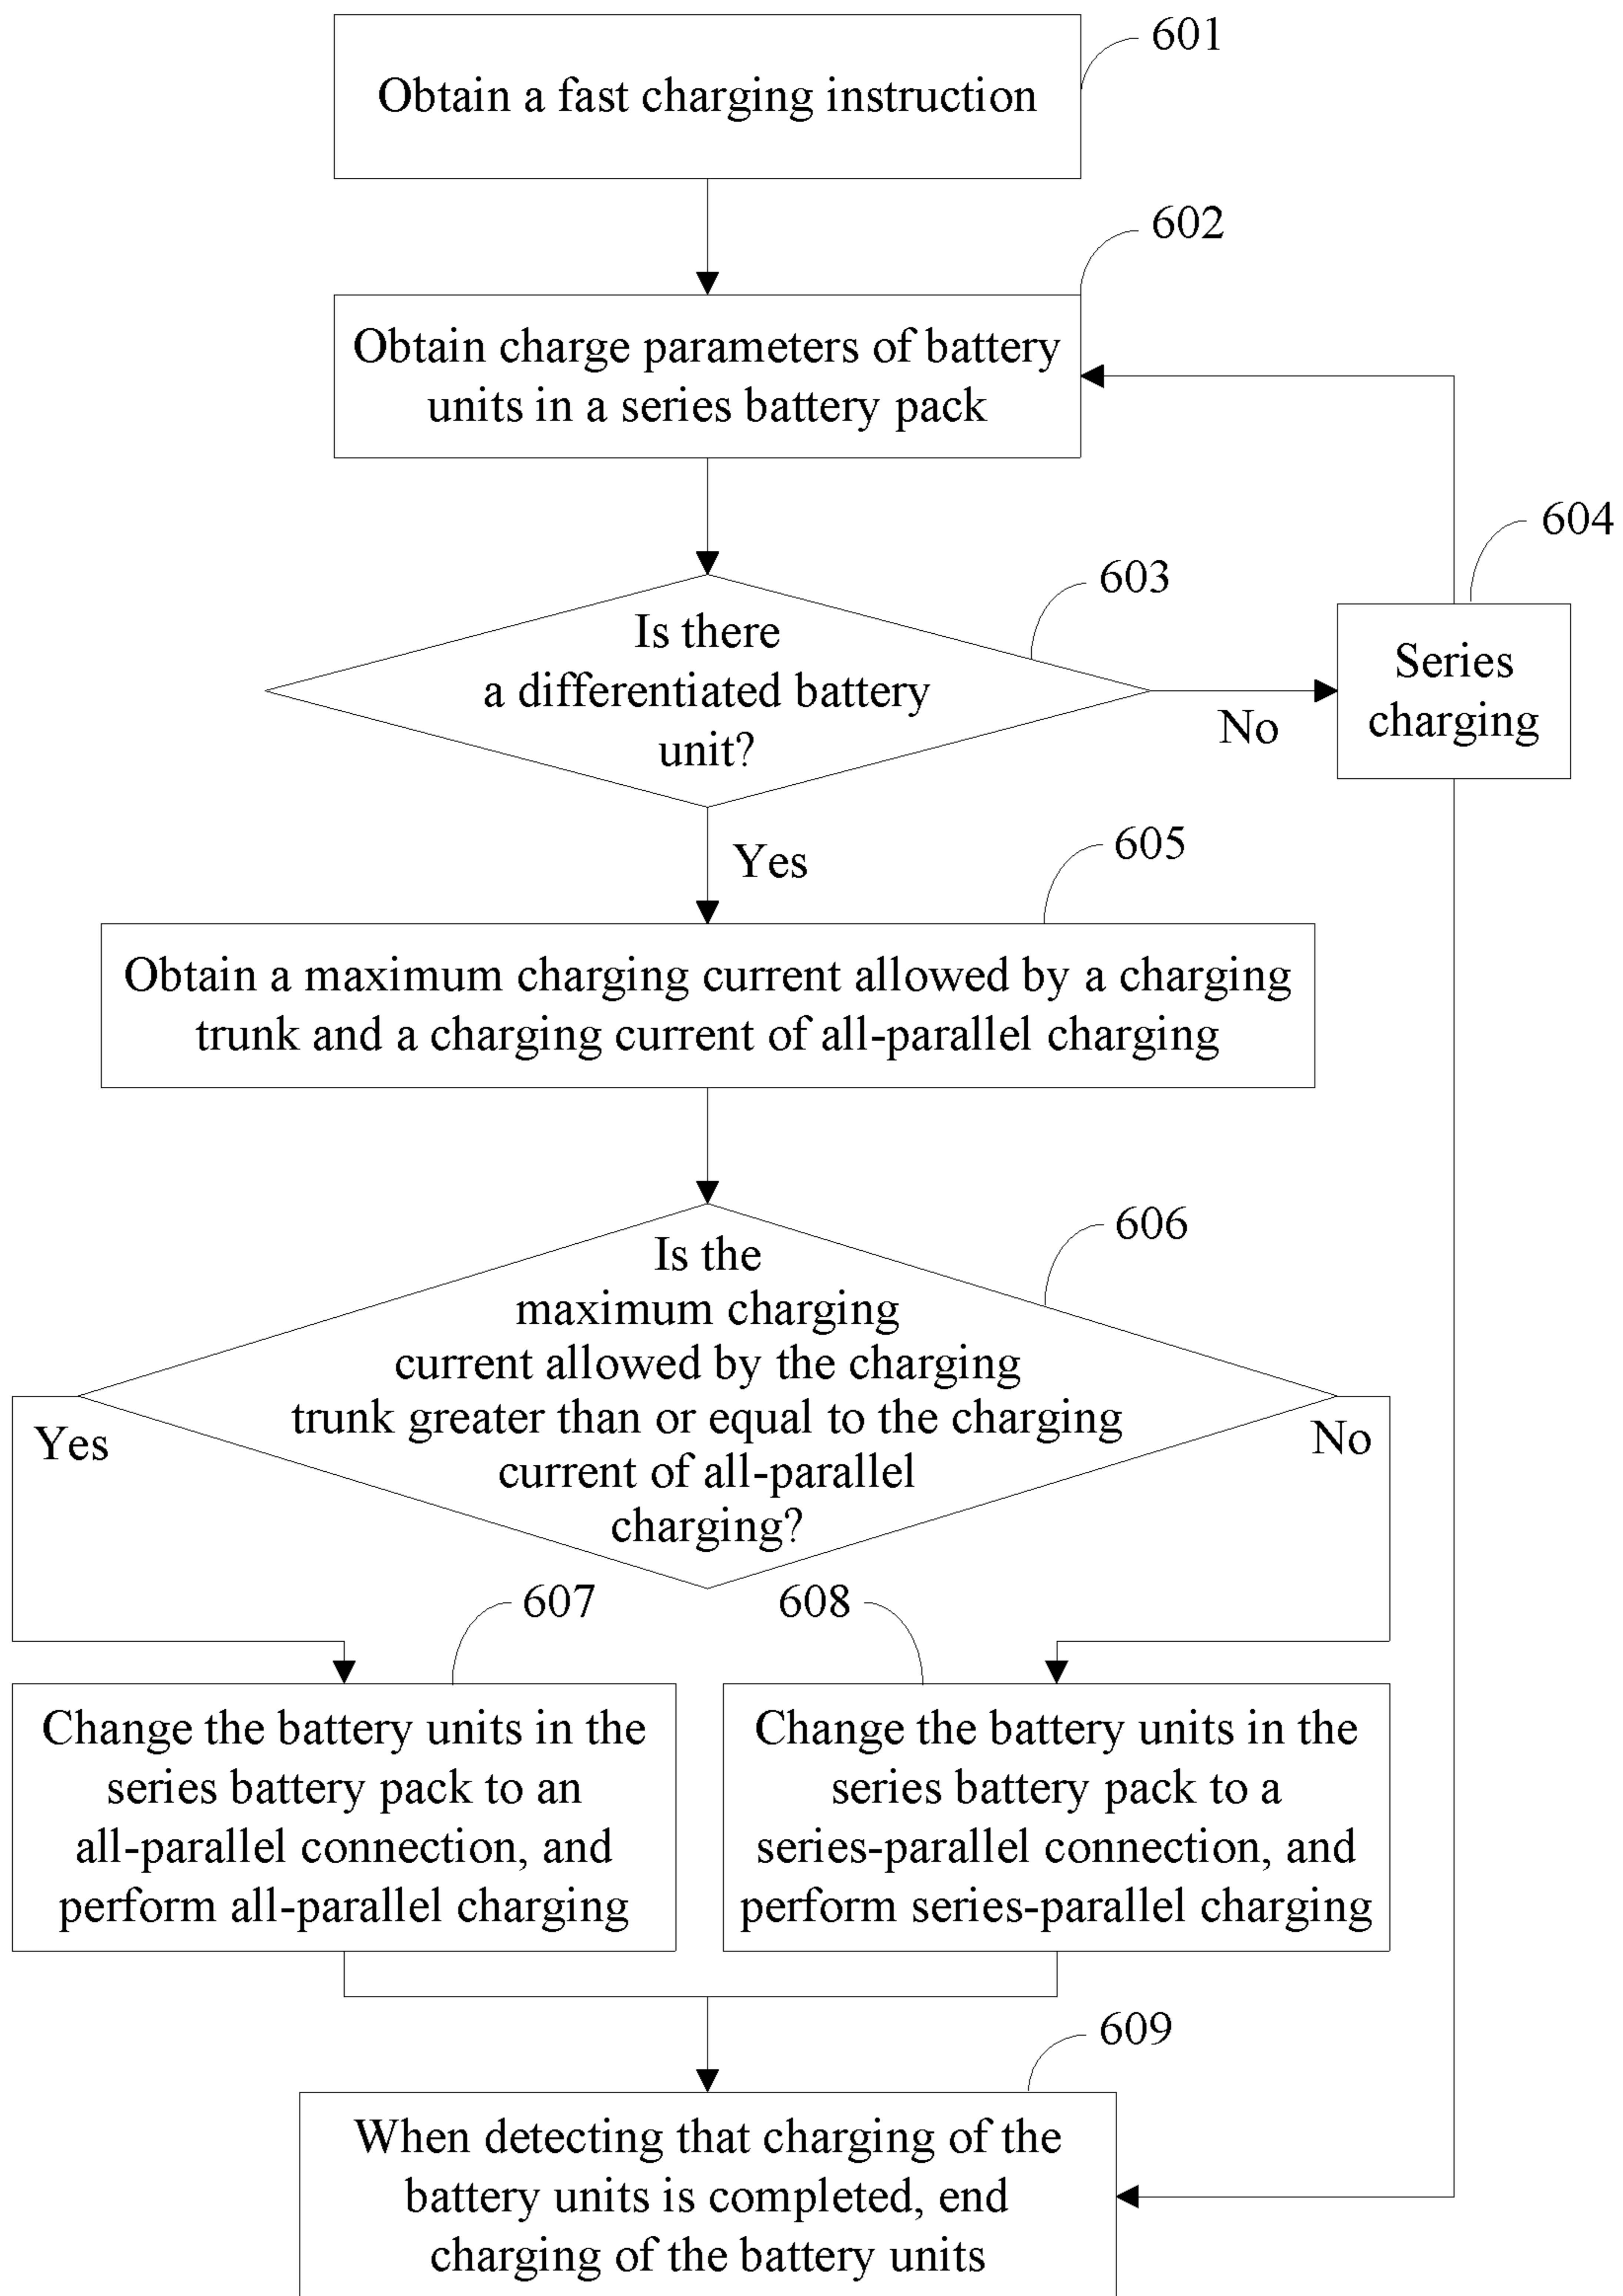 601
Obtain a fast charging instruction
602
Obtain charge parameters of battery
units in a series battery pack
603
Is there
a differentiated battery
unit?
No
604
Series
charging
Yes
605
Obtain a maximum charging current allowed by a charging
trunk and a charging current of all-parallel charging
606
Is the
maximum charging
current allowed by the charging
trunk greater than or equal to the charging
current of all-parallel
charging?
Yes
No
607
Change the battery units in the
series battery pack to an
all-parallel connection, and
perform all-parallel charging
608
Change the battery units in the
series battery pack to a
series-parallel connection, and
perform series-parallel charging
609
When detecting that charging of the
battery units is completed, end
charging of the battery units